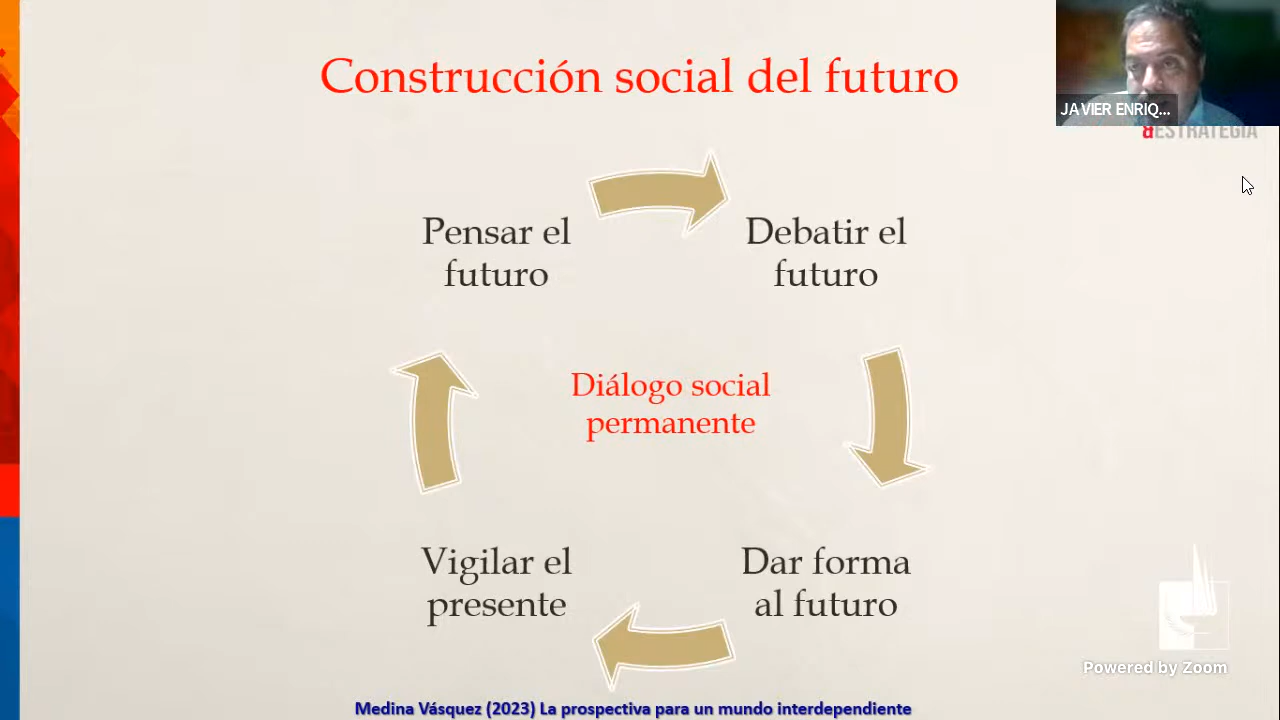 Construcción social del futuro
JAVIER ENRIQ...
&ESTRATEGIA
Pensar el
futuro
Debatir el
futuro
Diálogo social
permanente
Vigilar el
presente
Dar forma
al futuro
Powered by Zoom
Medina Vásquez (2023) La prospectiva para un mundo interdependiente